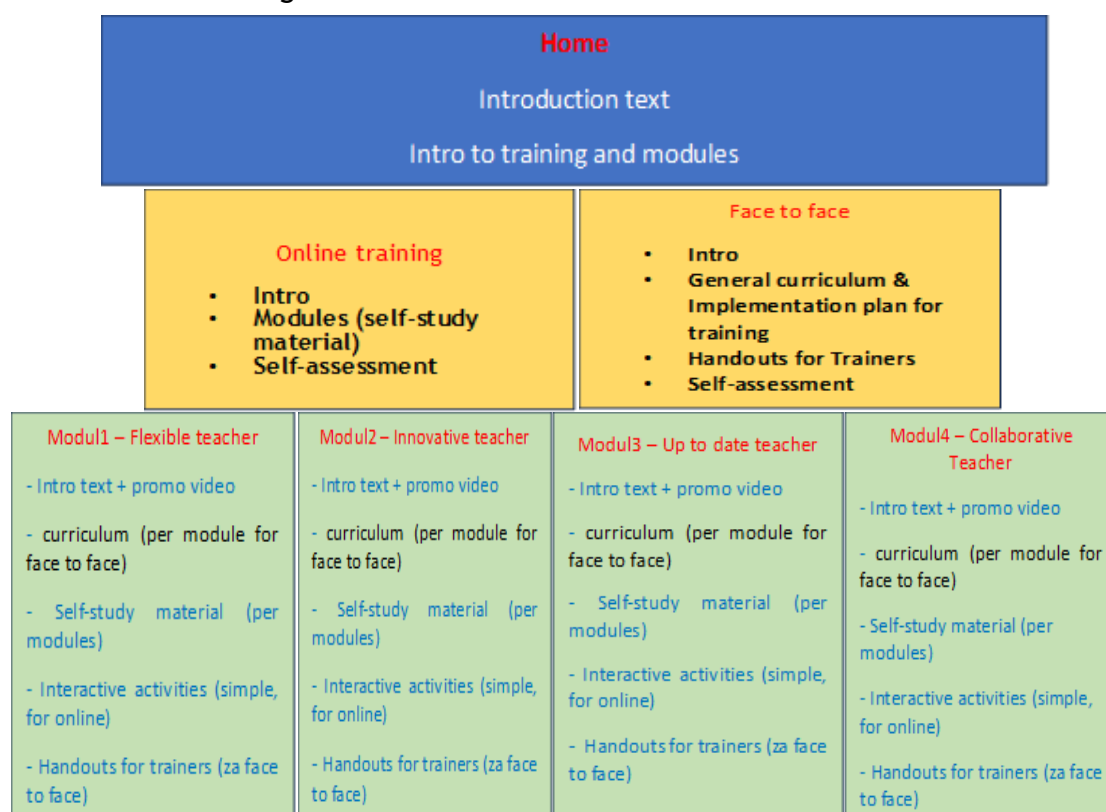 Home
Introduction text
Intro to training and modules
Online training
• Intro
• Modules (self-study
material)
• Self-assessment
Face to face
• Intro
• General curriculum &
Implementation plan for
training
• Handouts for Trainers
• Self-assessment
Modul1 – Flexible teacher
- Intro text + promo video
- curriculum (per module for
face to face)
- Self-study material (per
modules)
- Interactive activities (simple,
for online)
- Handouts for trainers (za face
to face)
Modul2 – Innovative teacher
- Intro text + promo video
- curriculum (per module for
face to face)
- Self-study material (per
modules)
- Interactive activities (simple,
for online)
- Handouts for trainers (za face
to face)
Modul3 – Up to date teacher
- Intro text + promo video
- curriculum (per module for
face to face)
- Self-study material (per
modules)
- Interactive activities (simple,
for online)
- Handouts for trainers (za face
to face)
Modul4 – Collaborative
Teacher
- Intro text + promo video
- curriculum (per module for
face to face)
- Self-study material (per
modules)
- Interactive activities (simple,
for online)
- Handouts for trainers (za face
to face)